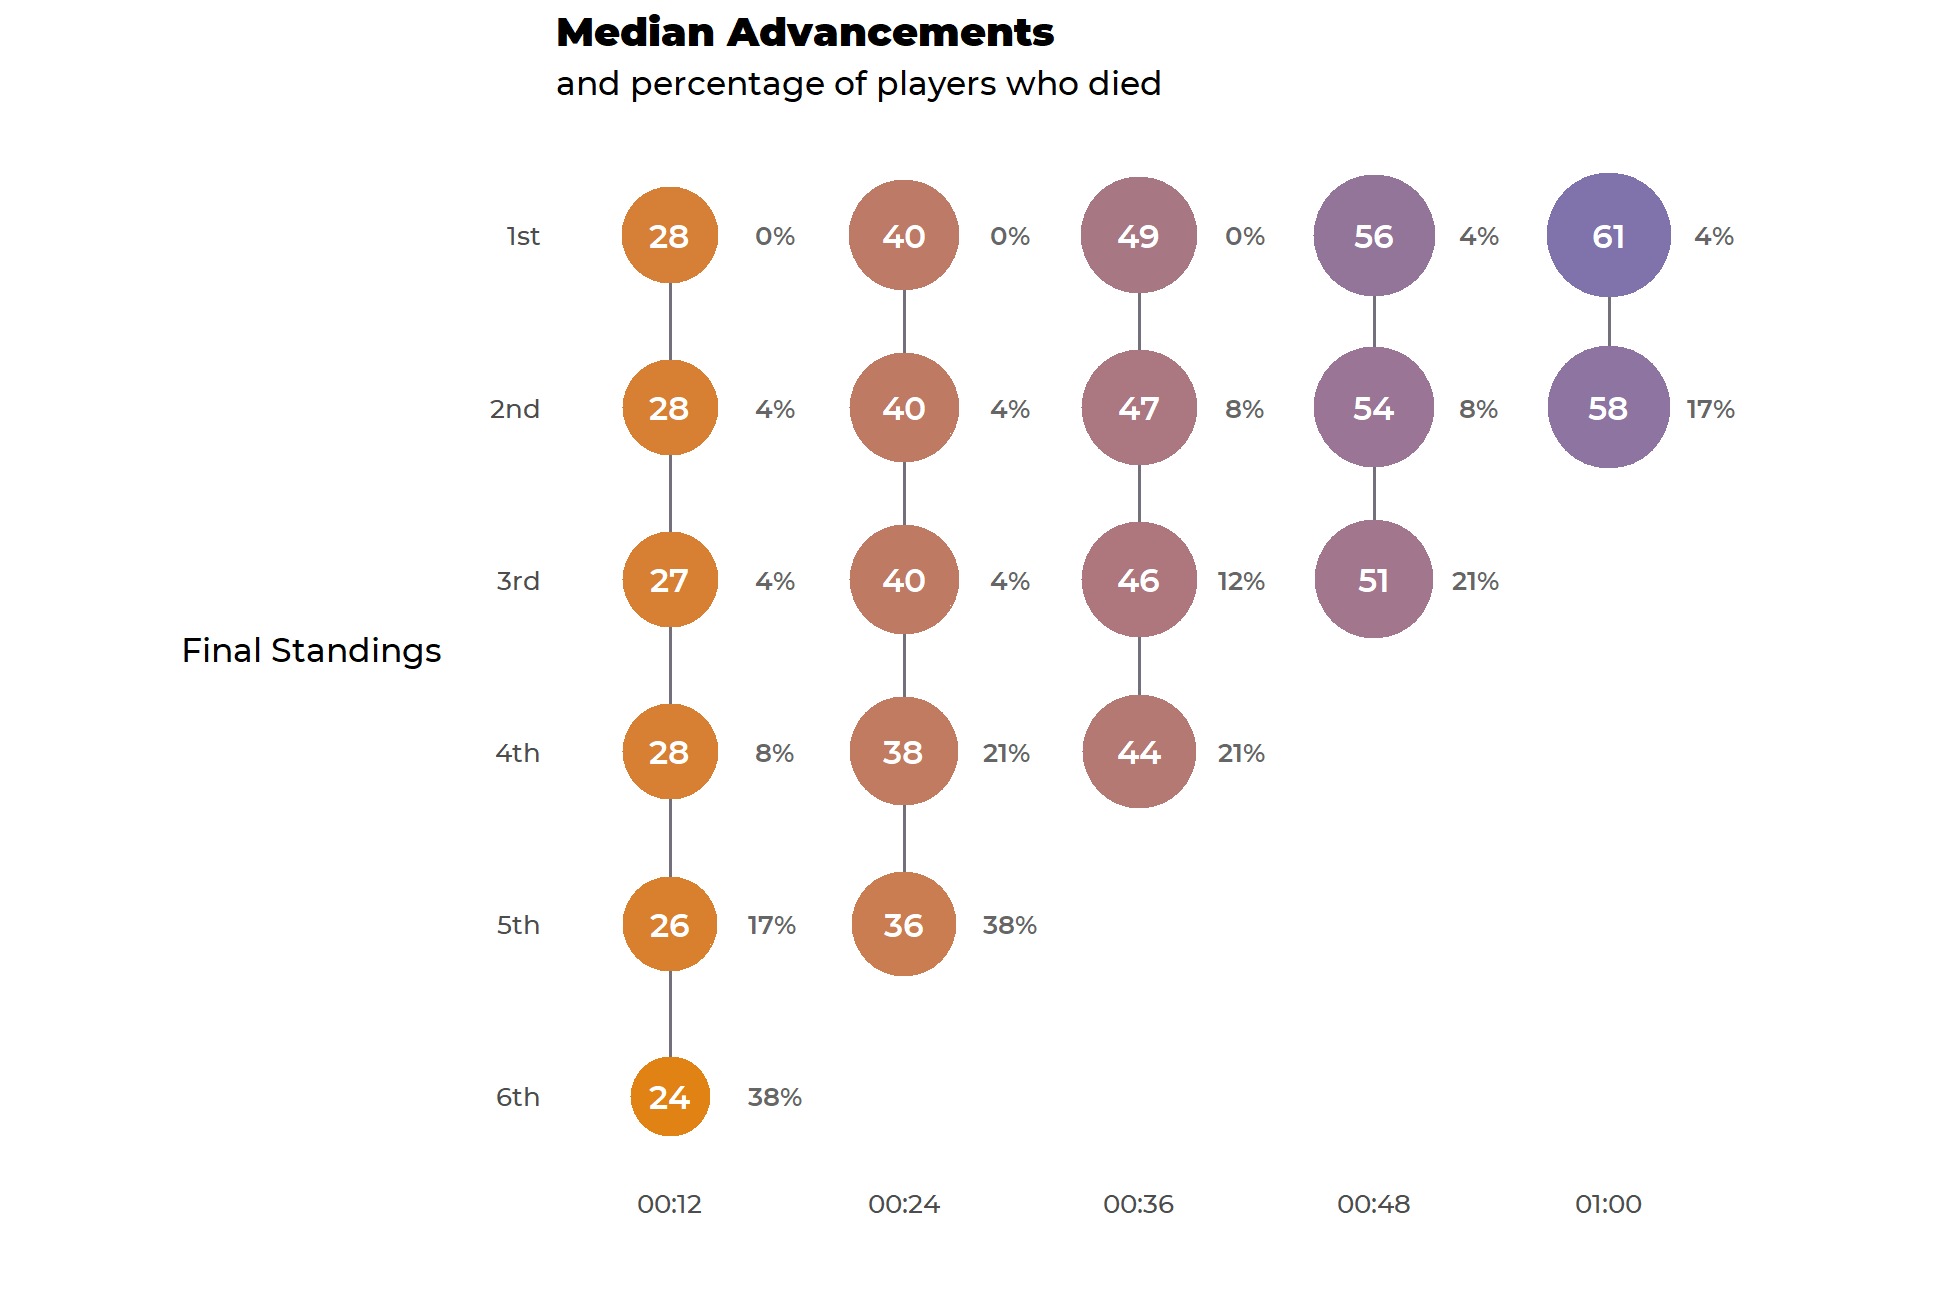 Median Advancements
and percentage of players who died
1st 28 0% 40 0% 49 0% 56 4% 61 4%
2nd 28 4% 40 4% 47 8% 54 8% 58 17%
3rd 27 4% 40 4% 46 12% 51 21%
Final Standings
4th 28 8% 38 21% 44 21%
5th 26 17% 36 38%
6th 24 38%
00:12 00:24 00:36 00:48 01:00